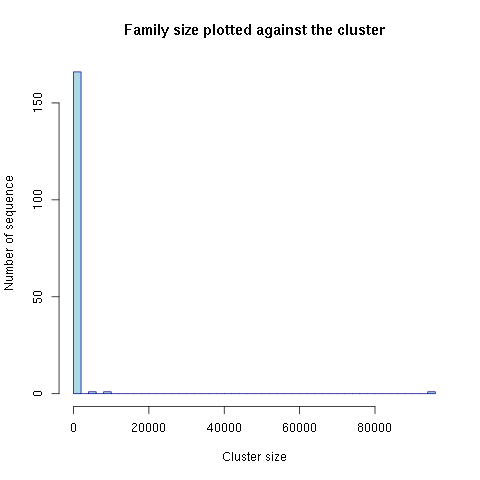 Family size plotted against the cluster
Number of sequence
150
100
50
0
0 20000 40000 60000 80000
Cluster size